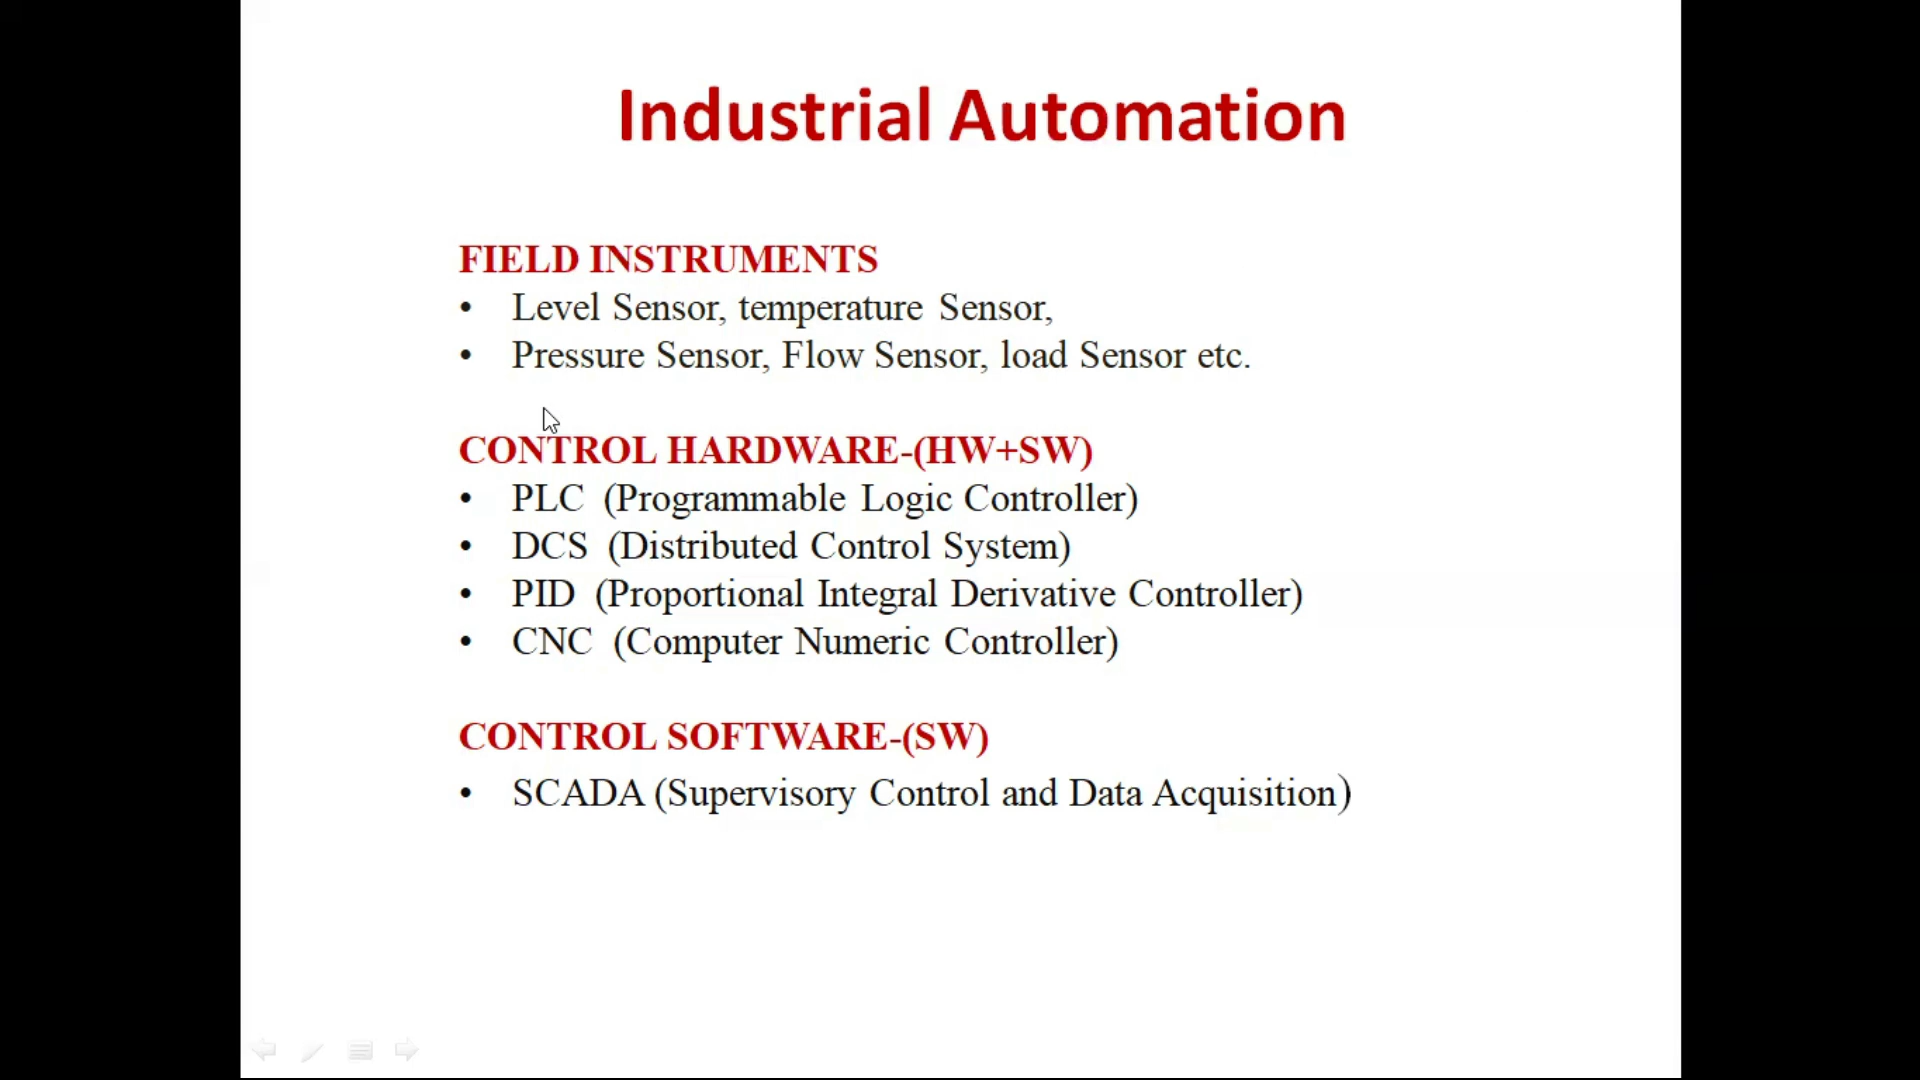 Industrial Automation
FIELD INSTRUMENTS
• Level Sensor, temperature Sensor,
• Pressure Sensor, Flow Sensor, load Sensor etc.
CONTROL HARDWARE-(HW+SW)
• PLC (Programmable Logic Controller)
• DCS (Distributed Control System)
• PID (Proportional Integral Derivative Controller)
• CNC (Computer Numeric Controller)
CONTROL SOFTWARE-(SW)
• SCADA (Supervisory Control and Data Acquisition)